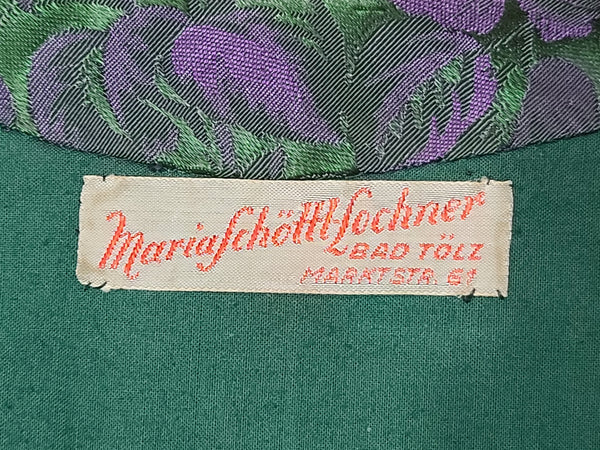 Maria Schöttl-Lochner
BAD TÖLZ
MARKTSTR. 61